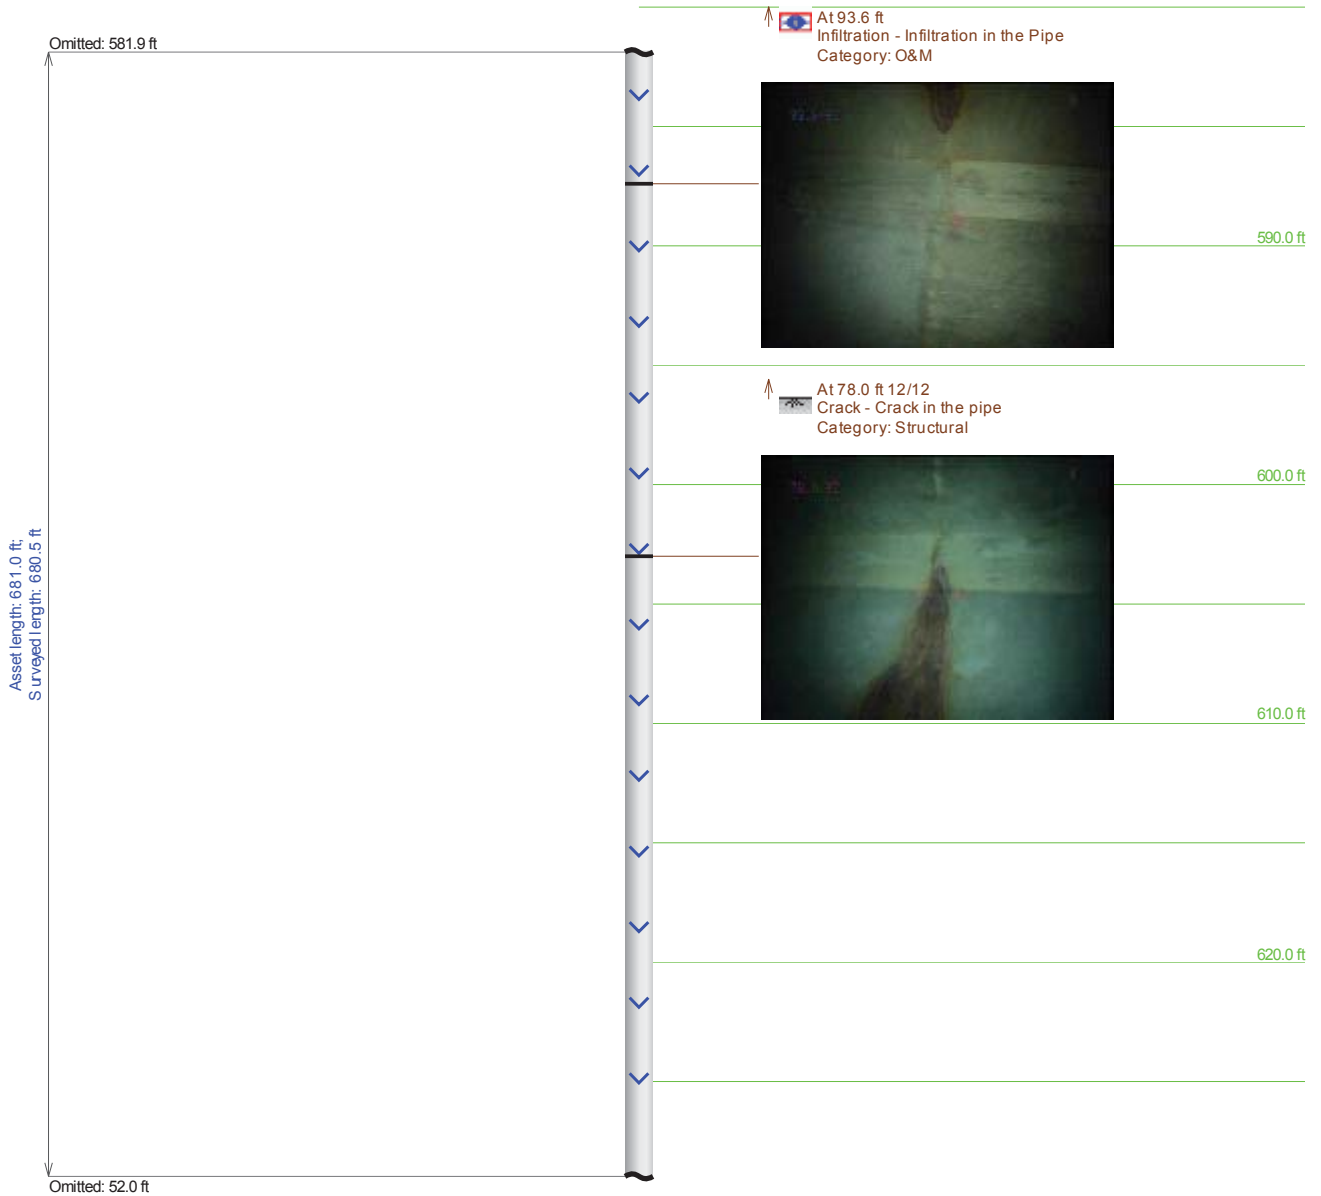 At 93.6 ft
Infiltration - Infiltration in the Pipe
Category: O&M
Omitted: 581.9 ft
590.0 ft
At 78.0 ft 12/12
Crack - Crack in the pipe
Category: Structural
600.0 ft
Asset length: 681.0 ft;
Surveyed length: 680.5 ft
610.0 ft
620.0 ft
Omitted: 52.0 ft